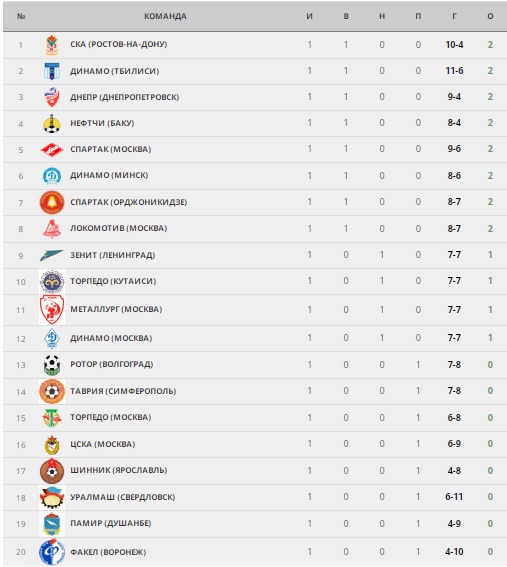 № КОМАНДА И В Н П Г О
1 СКА (РОСТОВ-НА-ДОНУ) 1 1 0 0 10-4 2
2 ДИНАМО (ТБИЛИСИ) 1 1 0 0 11-6 2
3 ДНЕПР (ДНЕПРОПЕТРОВСК) 1 1 0 0 9-4 2
4 НЕФТЧИ (БАКУ) 1 1 0 0 8-4 2
5 СПАРТАК (МОСКВА) 1 1 0 0 9-6 2
6 ДИНАМО (МИНСК) 1 1 0 0 8-6 2
7 СПАРТАК (ОРДЖОНИКИДЗЕ) 1 1 0 0 8-7 2
8 ЛОКОМОТИВ (МОСКВА) 1 1 0 0 8-7 2
9 ЗЕНИТ (ЛЕНИНГРАД) 1 0 1 0 7-7 1
10 ТОРПЕДО (КУТАИСИ) 1 0 1 0 7-7 1
11 МЕТАЛЛУРГ (МОСКВА) 1 0 1 0 7-7 1
12 ДИНАМО (МОСКВА) 1 0 1 0 7-7 1
13 РОТОР (ВОЛГОГРАД) 1 0 0 1 7-8 0
14 ТАВРИЯ (СИМФЕРОПОЛЬ) 1 0 0 1 7-8 0
15 ТОРПЕДО (МОСКВА) 1 0 0 1 6-8 0
16 ЦСКА (МОСКВА) 1 0 0 1 6-9 0
17 ШИННИК (ЯРОСЛАВЛЬ) 1 0 0 1 4-8 0
18 УРАЛМАШ (СВЕРДЛОВСК) 1 0 0 1 6-11 0
19 ПАМИР (ДУШАНБЕ) 1 0 0 1 4-9 0
20 ФАКЕЛ (ВОРОНЕЖ) 1 0 0 1 4-10 0